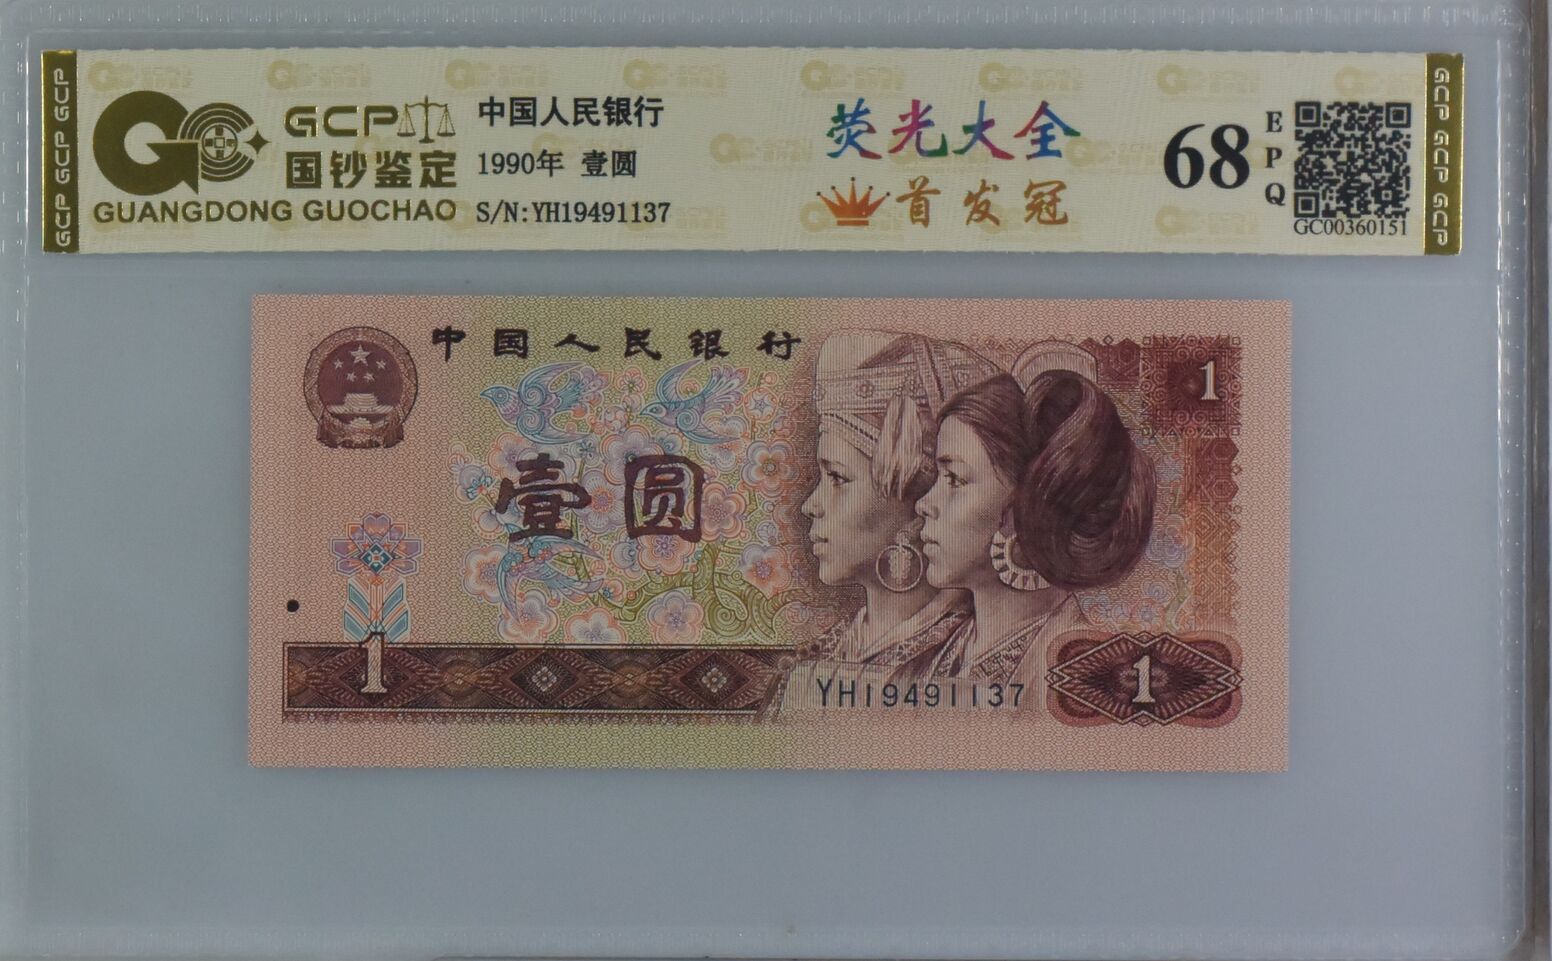 GCP GCP GCP
GCP
国钞鉴定
GUANGDONG GUOCHAO
中国人民银行
1990年 壹圆
S/N:YH19491137
荧光大全
首发冠
68
EPQ
GC00360151
GCP GCP GCP
中国人民银行
1
壹圆
1
YH19491137
1